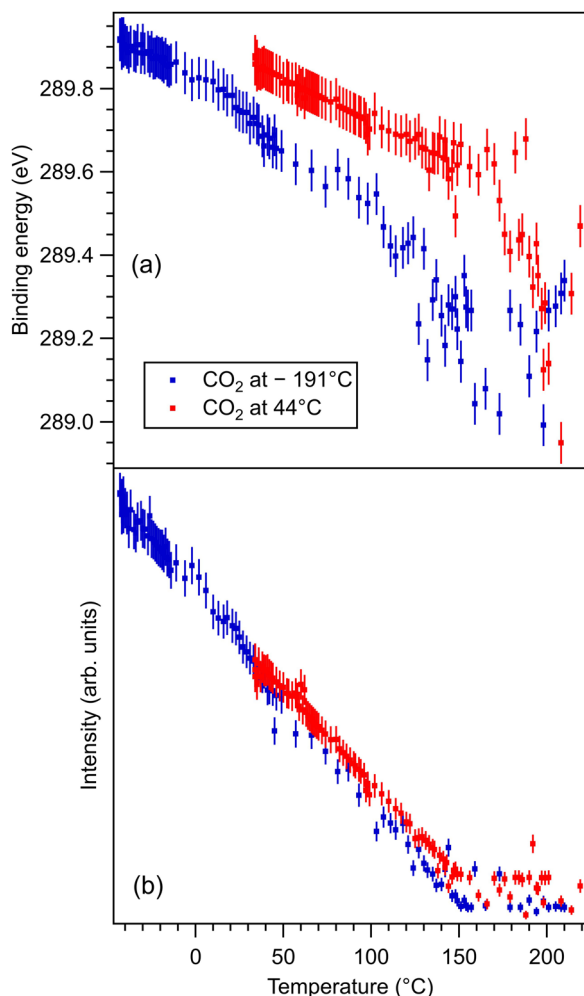 289.8
289.6
289.4
289.2
289.0
Binding energy (eV)
(a)
CO₂ at − 191°C
CO₂ at 44°C
Intensity (arb. units)
(b)
0 50 100 150 200
Temperature (°C)